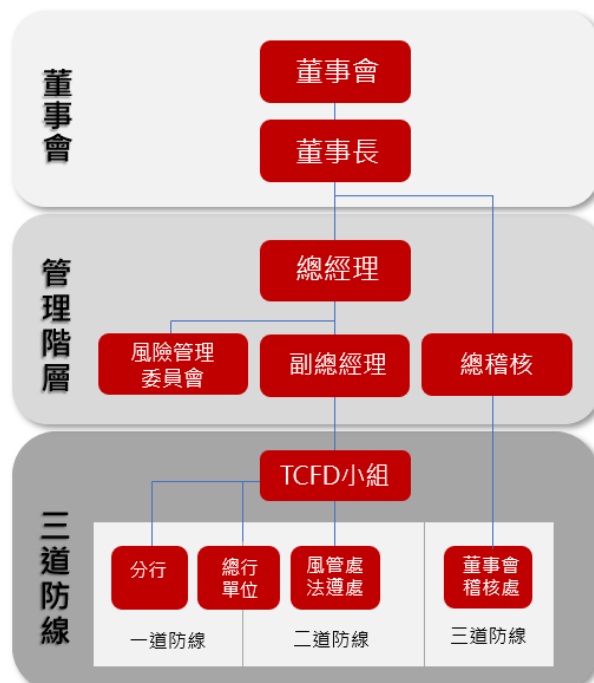 董事會
董事會
董事長
管理階層
總經理
風險管理
委員會
副總經理
總稽核
三道防線
TCFD小組
分行
總行
單位
風管處
法遵處
董事會
稽核處
一道防線
二道防線
三道防線